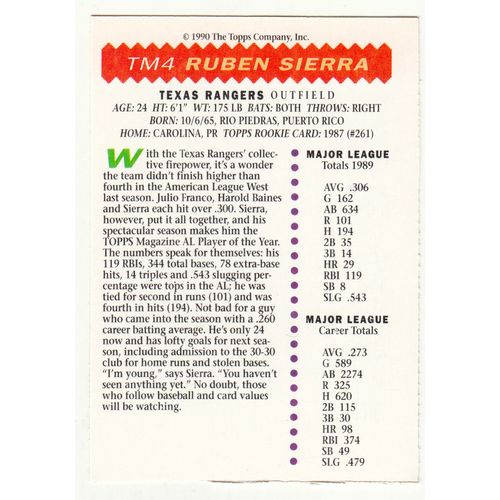 © 1990 The Topps Company, Inc.
TM4 RUBEN SIERRA
TEXAS RANGERS OUTFIELD
AGE: 24 HT: 6'1" WT: 175 LB BATS: BOTH THROWS: RIGHT
BORN: 10/6/65, RIO PIEDRAS, PUERTO RICO
HOME: CAROLINA, PR TOPPS ROOKIE CARD: 1987 (#261)
With the Texas Rangers' collec-
tive firepower, it's a wonder
the team didn't finish higher than
fourth in the American League West
last season. Julio Franco, Harold Baines
and Sierra each hit over .300. Sierra,
however, put it all together, and his
spectacular season makes him the
TOPPS Magazine AL Player of the Year.
The numbers speak for themselves: his
119 RBIs, 344 total bases, 78 extra-base
hits, 14 triples and .543 slugging per-
centage were tops in the AL; he was
tied for second in runs (101) and was
fourth in hits (194). Not bad for a guy
who came into the season with a .260
career batting average. He's only 24
now and has lofty goals for next sea-
son, including admission to the 30-30
club for home runs and stolen bases.
"I'm young," says Sierra. "You haven't
seen anything yet." No doubt, those
who follow baseball and card values
will be watching.
MAJOR LEAGUE
Totals 1989
AVG .306
G 162
AB 634
R 101
H 194
2B 35
3B 14
HR 29
RBI 119
SB 8
SLG .543
MAJOR LEAGUE
Career Totals
AVG .273
G 589
AB 2274
R 325
H 620
2B 115
3B 30
HR 98
RBI 374
SB 49
SLG .479